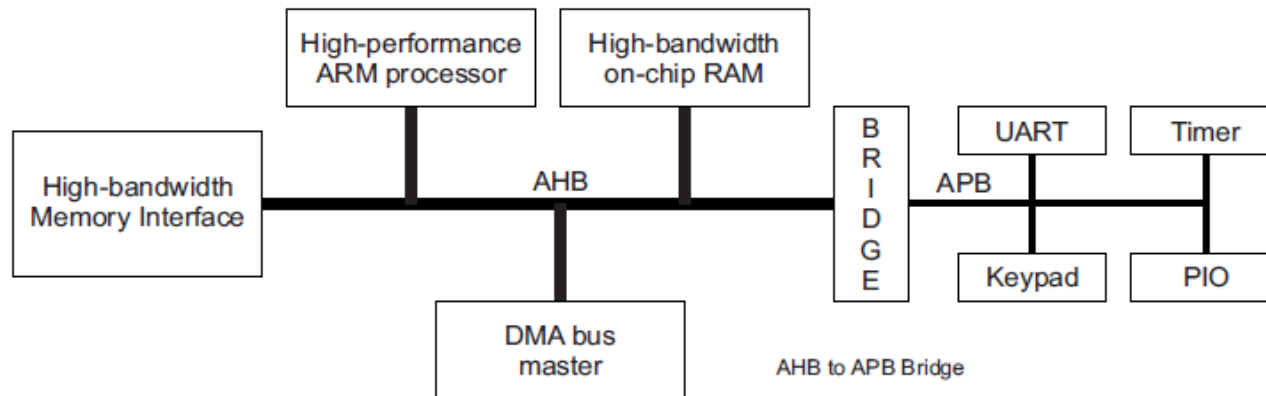 High-performance
ARM processor
High-bandwidth
on-chip RAM
High-bandwidth
Memory Interface
AHB
B
R
I
D
G
E
APB
UART
Timer
Keypad
PIO
DMA bus
master
AHB to APB Bridge